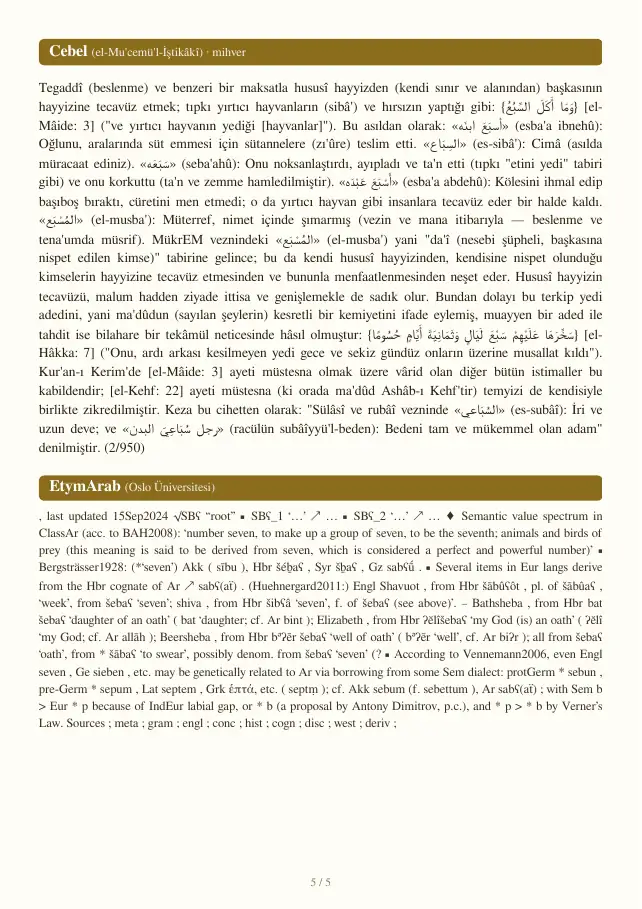 Cebel (el-Mu'cemü'l-İştikâkî) · mihver
Tegaddî (beslenme) ve benzeri bir maksatla hususî hayyizden (kendi sınır ve alanından) başkasının
hayyizine tecavüz etmek; tıpkı yırtıcı hayvanların (sibâ') ve hırsızın yaptığı gibi: {وَمَا أَكَلَ السَّبُعُ} [el-
Mâide: 3] ("ve yırtıcı hayvanın yediği [hayvanlar]"). Bu asıldan olarak: «أسبَعَ ابنَه» (esba'a ibnehû):
Oğlunu, aralarında süt emmesi için sütannelere (zı'ûre) teslim etti. «السِبَاع» (es-sibâ'): Cimâ (asılda
müracaat ediniz). «سَبَعَه» (seba'ahû): Onu noksanlaştırdı, ayıpladı ve ta'n etti (tıpkı "etini yedi" tabiri
gibi) ve onu korkuttu (ta'n ve zemme hamledilmiştir). «أَسْبَعَ عَبْدَه» (esba'a abdehû): Kölesini ihmal edip
başıboş bıraktı, cüretini men etmedi; o da yırtıcı hayvan gibi insanlara tecavüz eder bir halde kaldı.
«المُسْبَع» (el-musba'): Müterref, nimet içinde şımarmış (vezin ve mana itibarıyla — beslenme ve
tena'umda müsrif). MükrEM veznindeki «المُسْبَع» (el-musba') yani "da'î (nesebi şüpheli, başkasına
nispet edilen kimse)" tabirine gelince; bu da kendi hususî hayyizinden, kendisine nispet olunduğu
kimselerin hayyizine tecavüz etmesinden ve bununla menfaatlenmesinden neşet eder. Hususî hayyizin
tecavüzü, malum hadden ziyade ittisa ve genişlemekle de sadık olur. Bundan dolayı bu terkip yedi
adedini, yani ma'dûdun (sayılan şeylerin) kesretli bir kemiyetini ifade eylemiş, muayyen bir aded ile
tahdit ise bilahare bir tekâmül neticesinde hâsıl olmuştur: {سَخَّرَهَا عَلَيْهِمْ سَبْعَ لَيَالٍ وَثَمَانِيَةَ أَيَّامٍ حُسُومًا} [el-
Hâkka: 7] ("Onu, ardı arkası kesilmeyen yedi gece ve sekiz gündüz onların üzerine musallat kıldı").
Kur'an-ı Kerim'de [el-Mâide: 3] ayeti müstesna olmak üzere vârid olan diğer bütün istimaller bu
kabildendir; [el-Kehf: 22] ayeti müstesna (ki orada ma'dûd Ashâb-ı Kehf'tir) temyizi de kendisiyle
birlikte zikredilmiştir. Keza bu cihetten olarak: "Sülâsî ve rubâî vezninde «السُبَاعي» (es-subâî): İri ve
uzun deve; ve «رجل سُبَاعِيّ البدن» (racülün subâiyyü'l-beden): Bedeni tam ve mükemmel olan adam"
denilmiştir. (2/950)
EtymArab (Oslo Üniversitesi)
, last updated 15Sep2024 √SBʕ “root” ▪ SBʕ_1 ‘…’ ↗ … ▪ SBʕ_2 ‘…’ ↗ … ♦ Semantic value spectrum in
ClassAr (acc. to BAH2008): ‘number seven, to make up a group of seven, to be the seventh; animals and birds of
prey (this meaning is said to be derived from seven, which is considered a perfect and powerful number)’ ▪
Bergsträsser1928: (*‘seven’) Akk ( sību ), Hbr šéḇaʕ , Syr šḇaʕ , Gz sabʕū́ . ▪ Several items in Eur langs derive
from the Hbr cognate of Ar ↗ sabʕ(aẗ) . (Huehnergard2011:) Engl Shavuot , from Hbr šābûʕôt , pl. of šābûaʕ ,
‘week’, from šebaʕ ‘seven’; shiva , from Hbr šibʕâ ‘seven’, f. of šebaʕ (see above)’. – Bathsheba , from Hbr bat
šebaʕ ‘daughter of an oath’ ( bat ‘daughter; cf. Ar bint ); Elizabeth , from Hbr ʔĕlîšebaʕ ‘my God (is) an oath’ ( ʔĕlî
‘my God; cf. Ar allāh ); Beersheba , from Hbr bᵊʔēr šebaʕ ‘well of oath’ ( bᵊʔēr ‘well’, cf. Ar biʔr ); all from šebaʕ
‘oath’, from * šābaʕ ‘to swear’, possibly denom. from šebaʕ ‘seven’ (? ▪ According to Vennemann2006, even Engl
seven , Ge sieben , etc. may be genetically related to Ar via borrowing from some Sem dialect: protGerm * sebun ,
pre-Germ * sepum , Lat septem , Grk ἑπτά, etc. ( septm̥ ); cf. Akk sebum (f. sebettum ), Ar sabʕ(aẗ) ; with Sem b
> Eur * p because of IndEur labial gap, or * b (a proposal by Antony Dimitrov, p.c.), and * p > * b by Verner’s
Law. Sources ; meta ; gram ; engl ; conc ; hist ; cogn ; disc ; west ; deriv ;
5 / 5